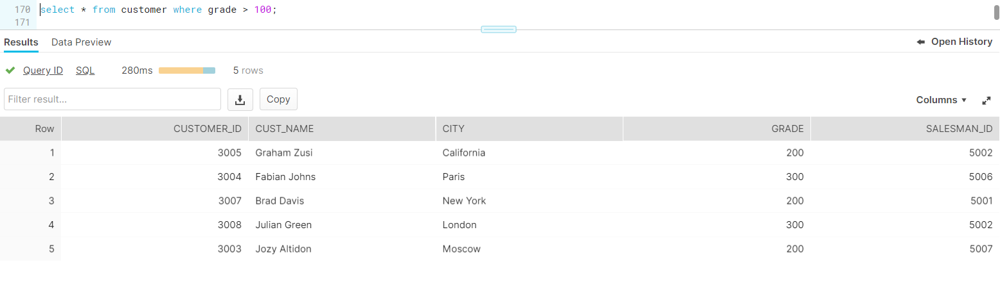 170 select * from customer where grade > 100;
171
Results Data Preview Open History
Query ID SQL 280ms 5 rows
Filter result... Copy Columns
Row CUSTOMER_ID CUST_NAME CITY GRADE SALESMAN_ID
1 3005 Graham Zusi California 200 5002
2 3004 Fabian Johns Paris 300 5006
3 3007 Brad Davis New York 200 5001
4 3008 Julian Green London 300 5002
5 3003 Jozy Altidon Moscow 200 5007